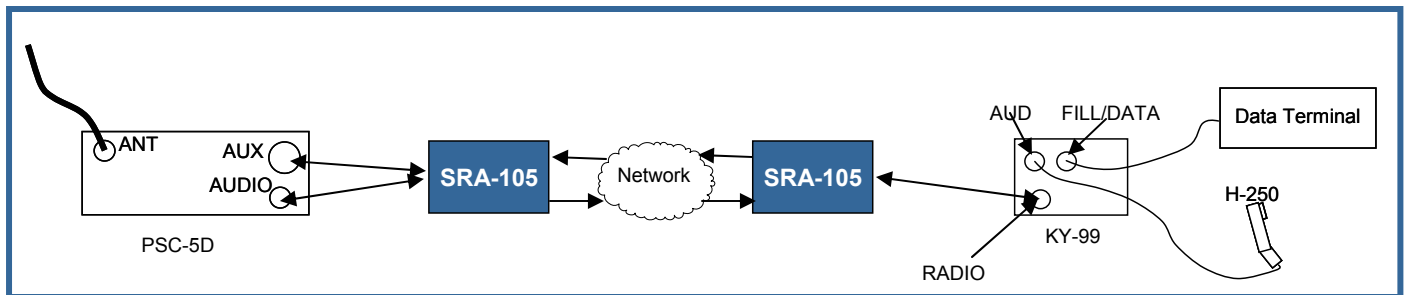 ANT
AUX
AUDIO
PSC-5D
SRA-105
Network
SRA-105
AUD
FILL/DATA
RADIO
KY-99
Data Terminal
H-250